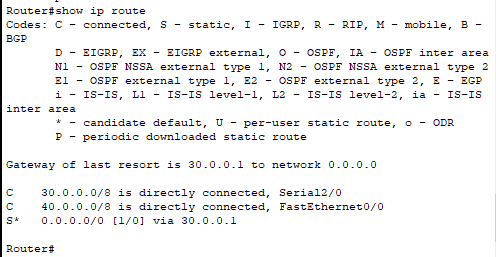 Router#show ip route
Codes: C - connected, S - static, I - IGRP, R - RIP, M - mobile, B -
BGP
D - EIGRP, EX - EIGRP external, O - OSPF, IA - OSPF inter area
N1 - OSPF NSSA external type 1, N2 - OSPF NSSA external type 2
E1 - OSPF external type 1, E2 - OSPF external type 2, E - EGP
i - IS-IS, L1 - IS-IS level-1, L2 - IS-IS level-2, ia - IS-IS
inter area
* - candidate default, U - per-user static route, o - ODR
P - periodic downloaded static route
Gateway of last resort is 30.0.0.1 to network 0.0.0.0
C 30.0.0.0/8 is directly connected, Serial2/0
C 40.0.0.0/8 is directly connected, FastEthernet0/0
S* 0.0.0.0/0 [1/0] via 30.0.0.1
Router#